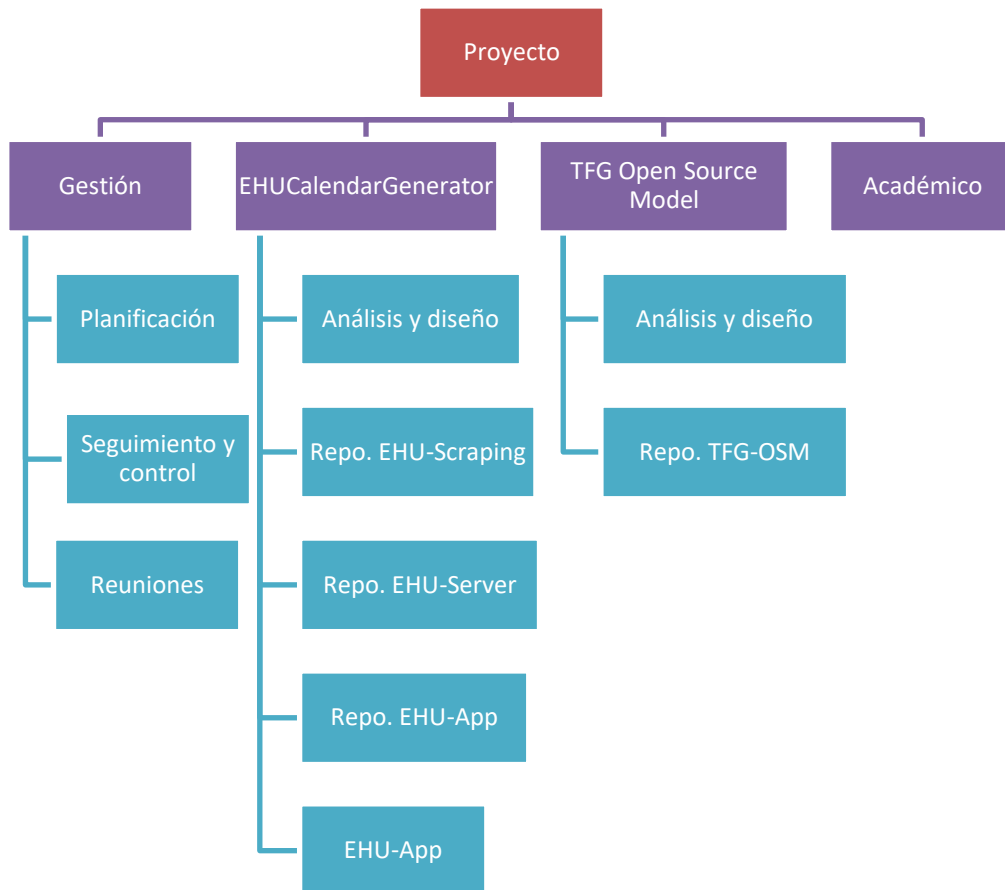 Proyecto
Gestión
EHUCalendarGenerator
TFG Open Source
Model
Académico
Planificación
Seguimiento y
control
Reuniones
Análisis y diseño
Repo. EHU-Scraping
Repo. EHU-Server
Repo. EHU-App
EHU-App
Análisis y diseño
Repo. TFG-OSM